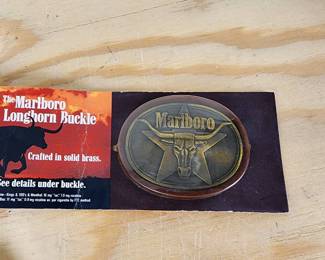 The Marlboro
Longhorn Buckle
Crafted in solid brass.
See details under buckle.
Marlboro